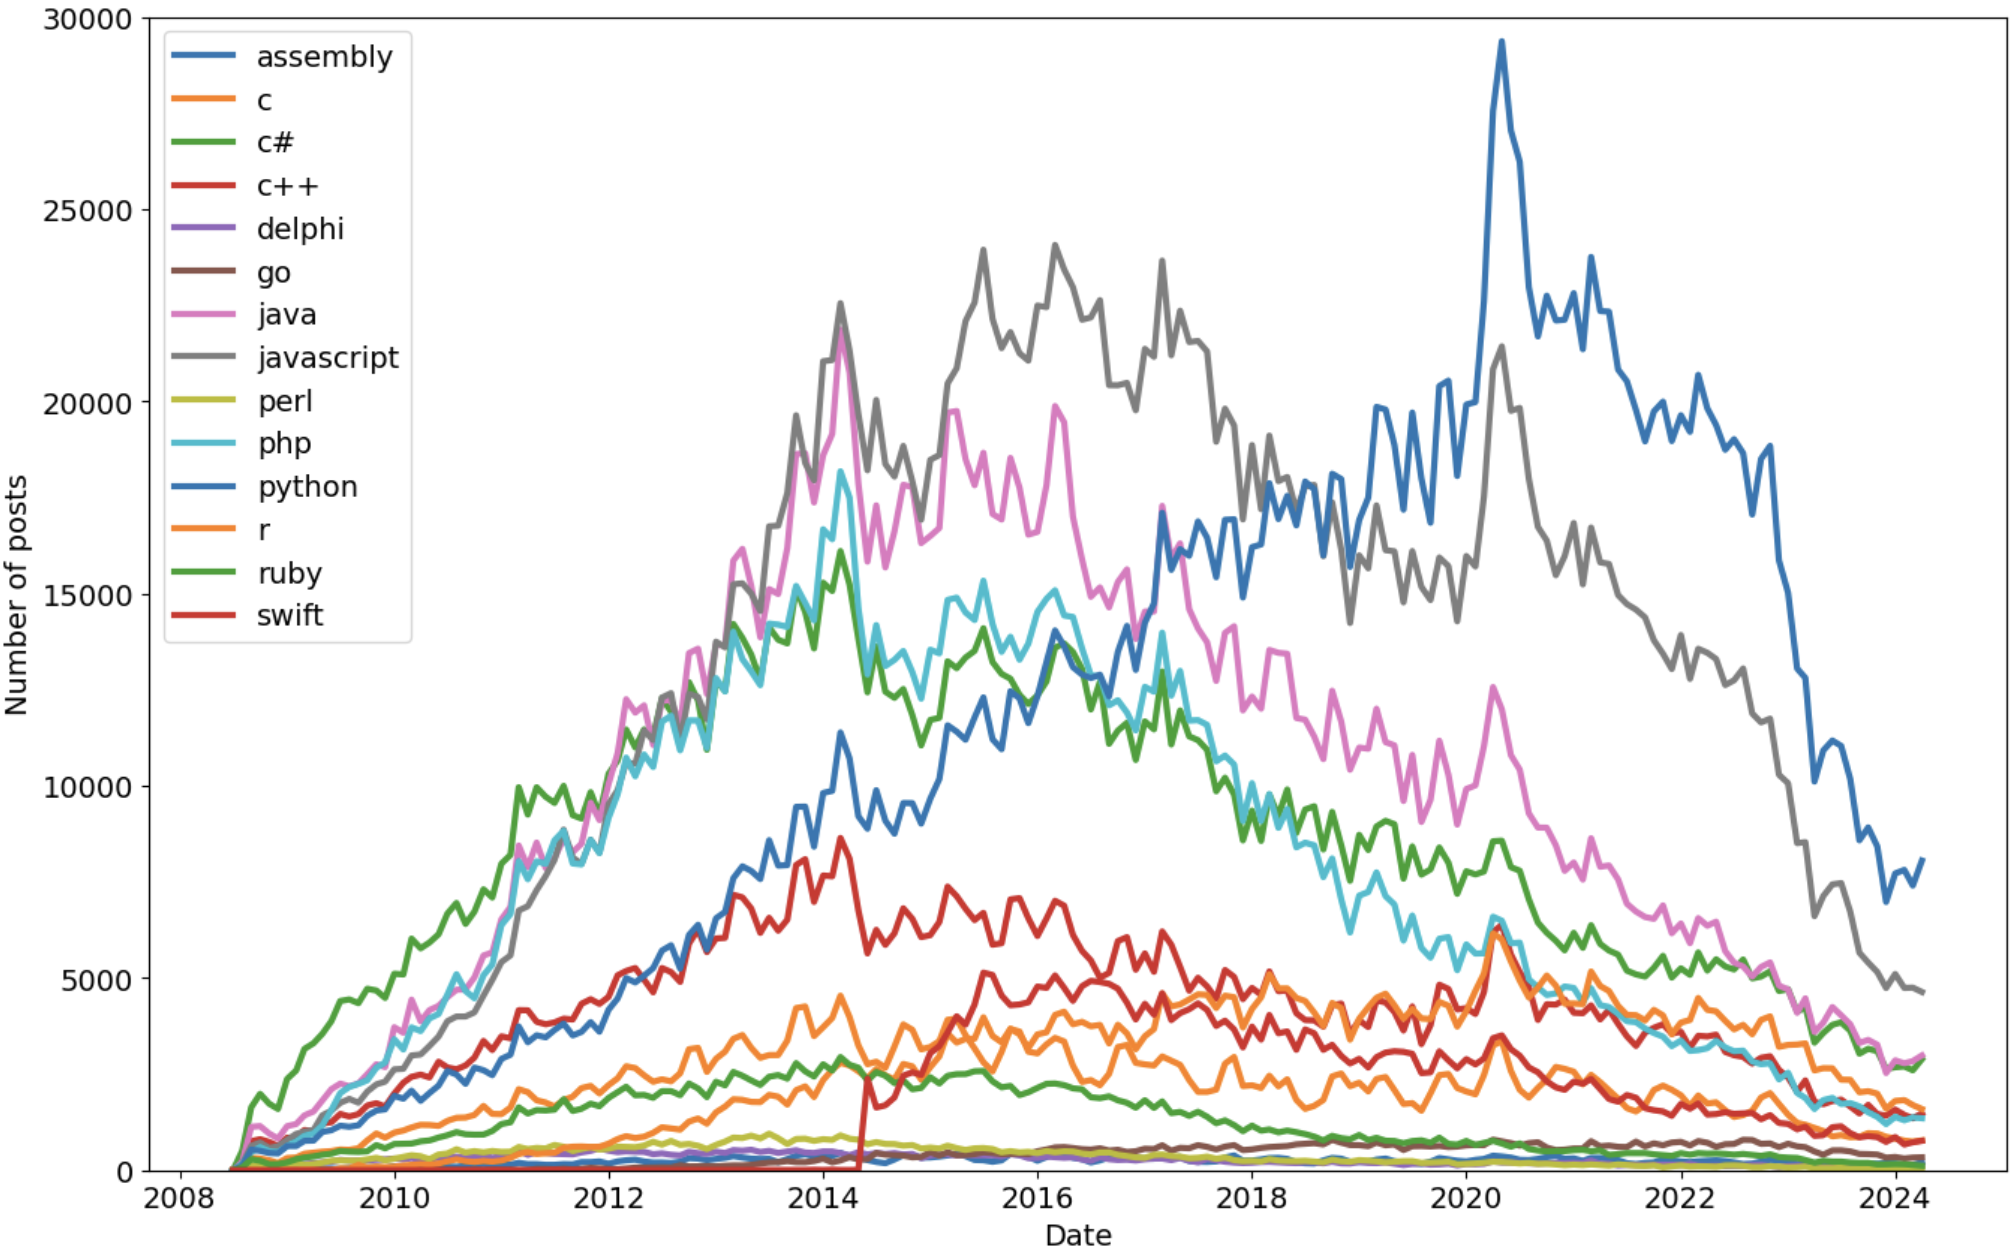 30000
25000
20000
15000
10000
5000
0
Number of posts
assembly
c
c#
c++
delphi
go
java
javascript
perl
php
python
r
ruby
swift
2008 2010 2012 2014 2016 2018 2020 2022 2024
Date